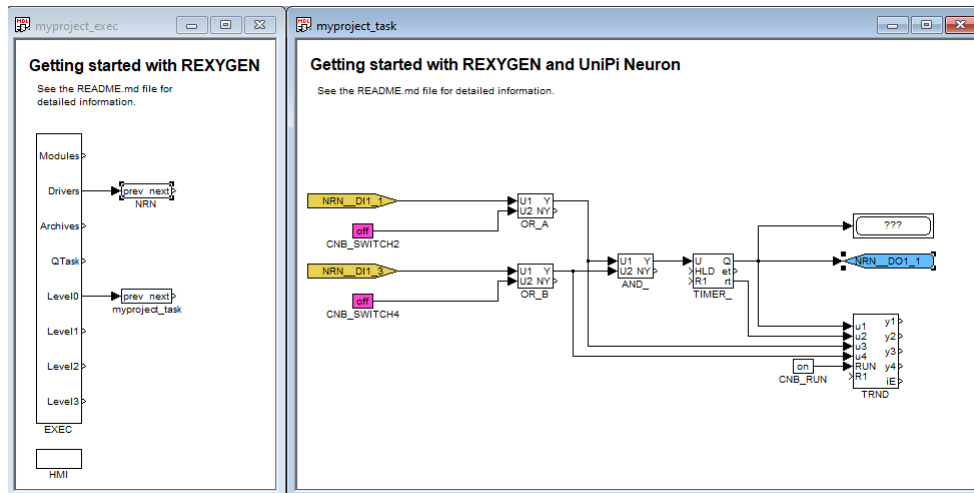 myproject_exec
Getting started with REXYGEN
See the README.md file for
detailed information.
Modules
Drivers
prev next
NRN
Archives
QTask
Level0
prev next
myproject_task
Level1
Level2
Level3
EXEC
HMI
myproject_task
Getting started with REXYGEN and UniPi Neuron
See the README.md file for detailed information.
NRN__DI1_1
U1 Y
U2 NY
OR_A
off
CNB_SWITCH2
???
NRN__DI1_3
U1 Y
U2 NY
OR_B
off
CNB_SWITCH4
U1 Y
U2 NY
AND_
U Q
HLD et
R1 rt
TIMER_
NRN__DO1_1
u1 y1
u2 y2
u3 y3
u4
RUN y4
R1 iE
TRND
on
CNB_RUN